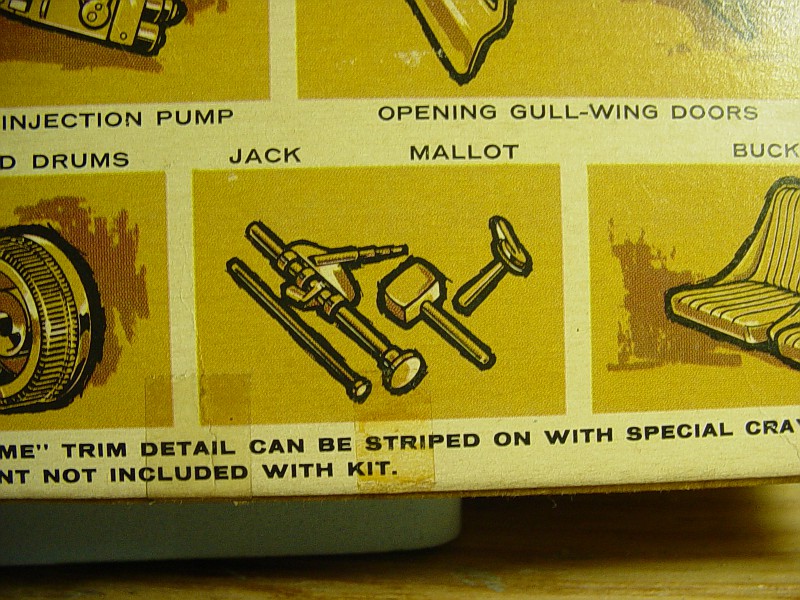 INJECTION PUMP
OPENING GULL-WING DOORS
D DRUMS
JACK
MALLOT
BUCK
ME" TRIM DETAIL CAN BE STRIPED ON WITH SPECIAL CRAY
NT NOT INCLUDED WITH KIT.